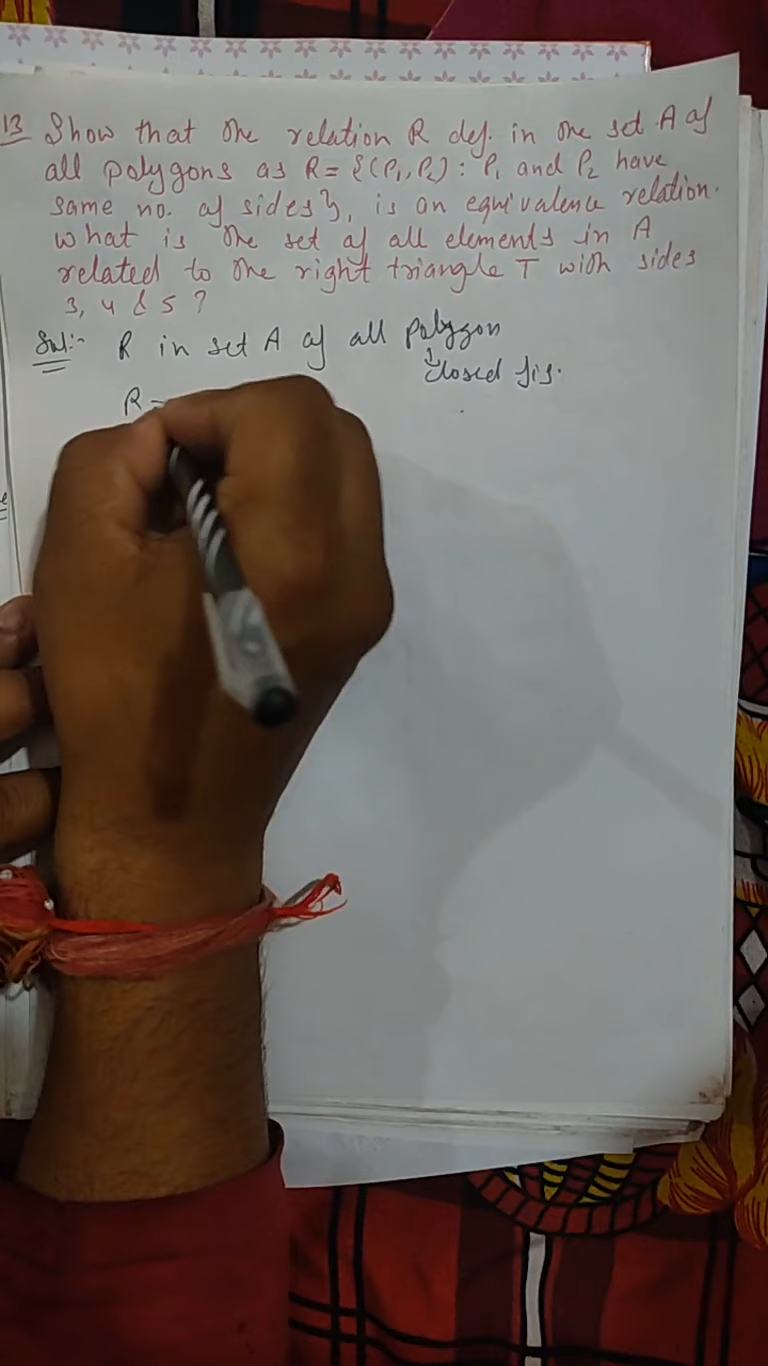 13 Show that the relation R def. in the set A of
all polygons as R = {(P₁, P₂) : P₁ and P₂ have
same no. of sides}, is an equivalence relation.
what is the set of all elements in A
related to the right triangle T with sides
3, 4 & 5 ?
Sol:- R in set A of all Polygon
↓
Closed fig.
R =